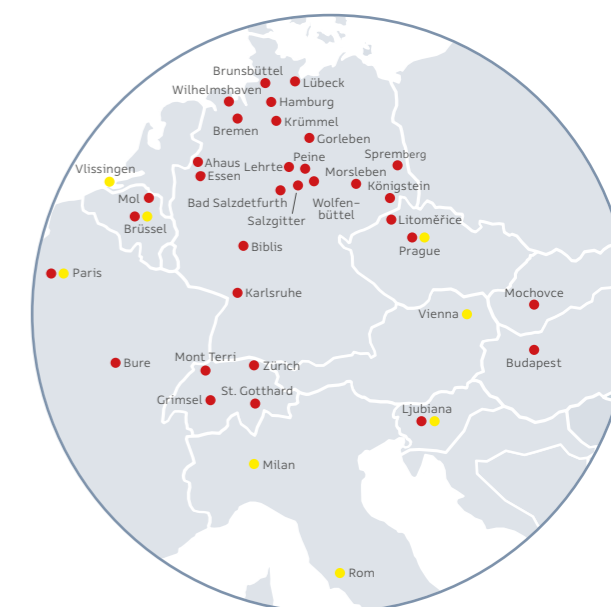 Brunsbüttel
Lübeck
Wilhelmshaven
Hamburg
Bremen
Krümmel
Gorleben
Ahaus
Lehrte
Peine
Spremberg
Vlissingen
Essen
Morsleben
Königstein
Mol
Bad Salzdetfurth
Wolfen-
büttel
Salzgitter
Litoměřice
Brüssel
Biblis
Prague
Paris
Karlsruhe
Mochovce
Vienna
Bure
Mont Terri
Zürich
Budapest
Grimsel
St. Gotthard
Ljubiana
Milan
Rom